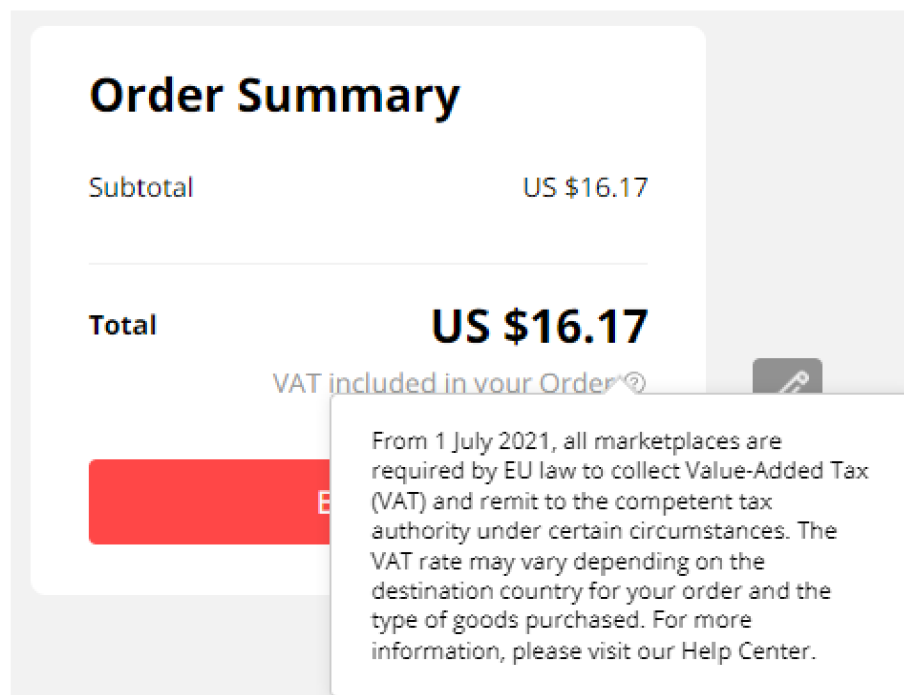 Order Summary
Subtotal US $16.17
Total US $16.17
VAT included in your Order
From 1 July 2021, all marketplaces are
required by EU law to collect Value-Added Tax
(VAT) and remit to the competent tax
authority under certain circumstances. The
VAT rate may vary depending on the
destination country for your order and the
type of goods purchased. For more
information, please visit our Help Center.